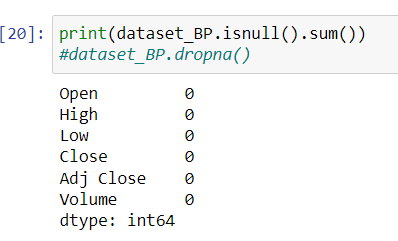 [20]: print(dataset_BP.isnull().sum())
#dataset_BP.dropna()
Open 0
High 0
Low 0
Close 0
Adj Close 0
Volume 0
dtype: int64